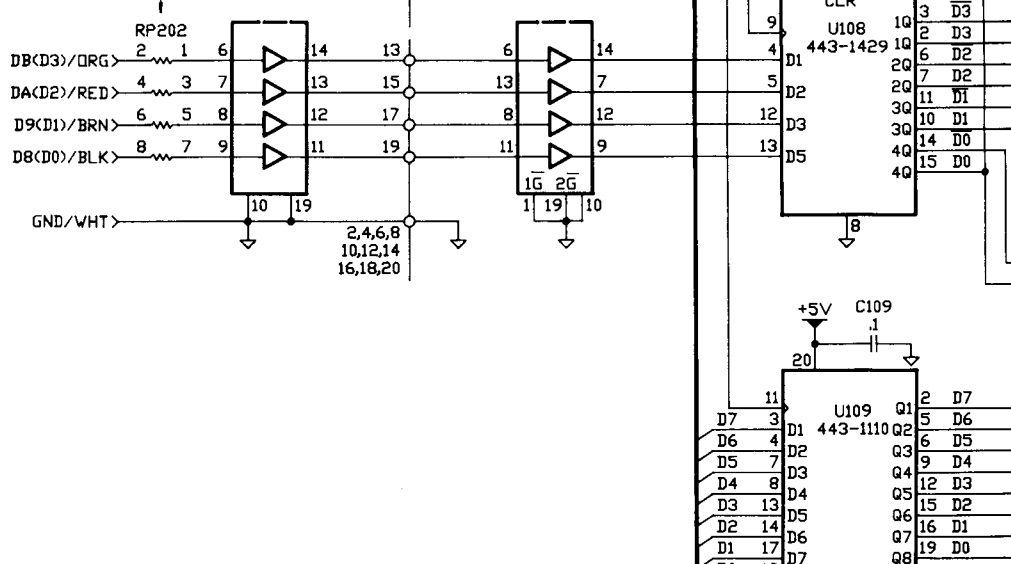 CLR
RP202
U108
443-1429
9
3 D̅3̅
1Q
2 D3
1Q
DB(D3)/ORG 2 1 6 14 13 6 14 4 D1
6 D2
2Q
7 D2
2Q
DA(D2)/RED 4 3 7 13 15 13 7 5 D2
11 D̅1̅
3Q
D9(D1)/BRN 6 5 8 12 17 8 12 12 D3
10 D1
3Q
14 D̅0̅
4Q
D8(D0)/BLK 8 7 9 11 19 11 9 13 D5
15 D0
4Q
1G̅ 2G̅
10 19
1 19 10
GND/WHT
2,4,6,8
10,12,14
16,18,20
8
+5V C109
.1
20
U109
443-1110
11 Q1 2 D7
D7 3 D1 Q2 5 D6
D6 4 D2 Q3 6 D5
D5 7 D3 Q4 9 D4
D4 8 D4 Q5 12 D3
D3 13 D5 Q6 15 D2
D2 14 D6 Q7 16 D1
D1 17 D7 Q8 19 D0